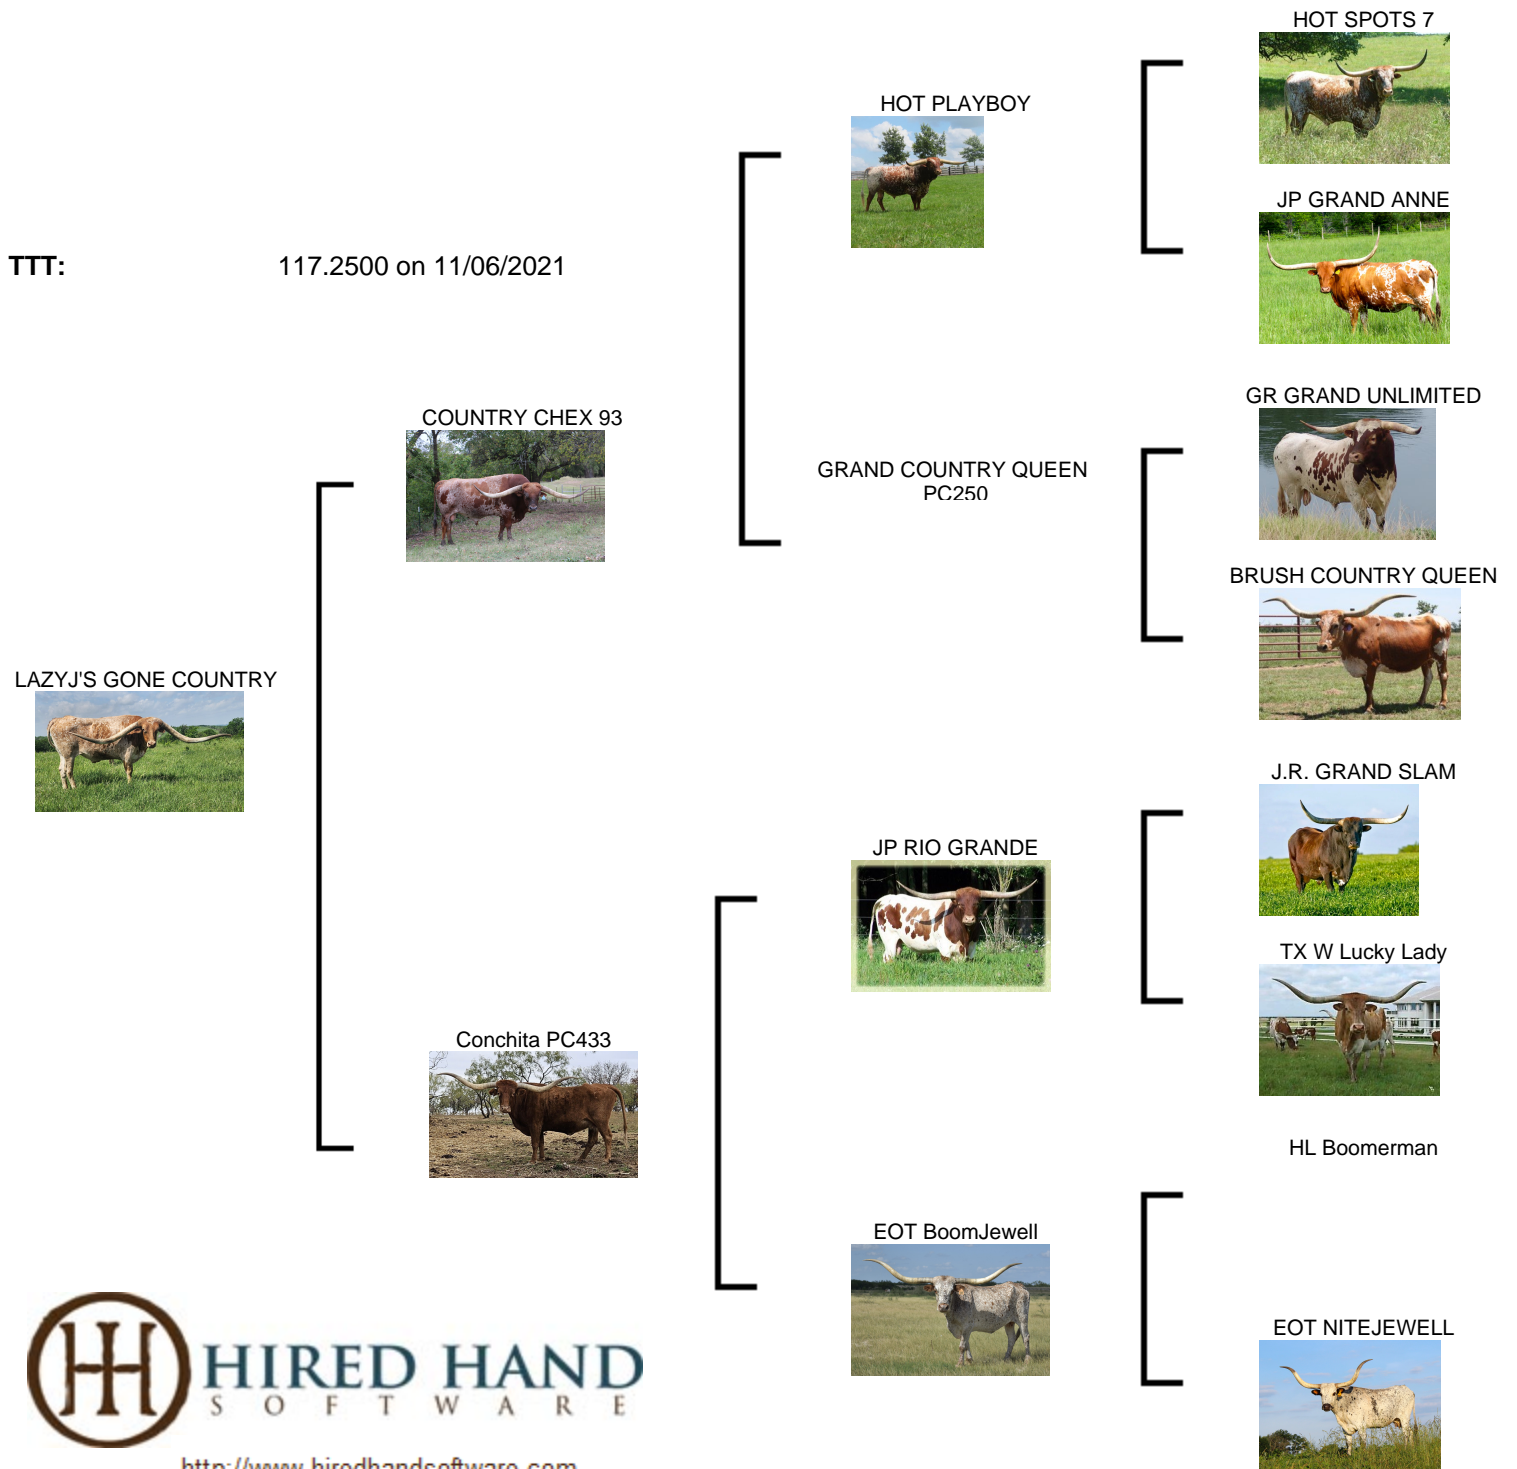 HOT SPOTS 7
HOT PLAYBOY
JP GRAND ANNE
TTT: 117.2500 on 11/06/2021
GR GRAND UNLIMITED
COUNTRY CHEX 93
GRAND COUNTRY QUEEN
PC250
BRUSH COUNTRY QUEEN
LAZYJ'S GONE COUNTRY
J.R. GRAND SLAM
JP RIO GRANDE
TX W Lucky Lady
Conchita PC433
HL Boomerman
EOT BoomJewell
EOT NITEJEWELL
HIRED HAND
SOFTWARE
http://www.hiredhandsoftware.com